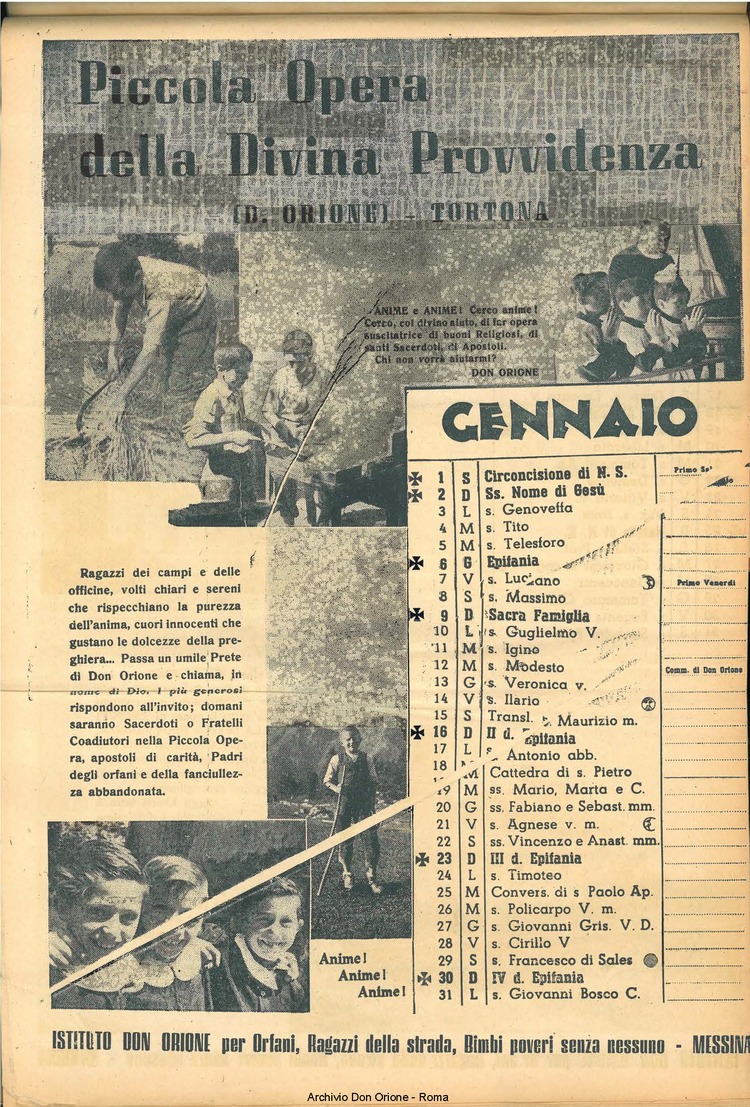 Piccola Opera
della Divina Provvidenza
(D. ORIONE) - TORTONA
ANIME e ANIME! Cerco anime!
Cerco, col divino aiuto, di far opera
suscitatrice di buoni Religiosi, di
santi Sacerdoti, di Apostoli.
Chi non vorrà aiutarmi?
DON ORIONE
GENNAIO
1 S Circoncisione di N. S. Primo
2 D Ss. Nome di Gesù
3 L s. Genoveffa
4 M s. Tito
5 M s. Telesforo
6 G Epifania
7 V s. Luciano Primo Venerdì
8 S s. Massimo
9 D Sacra Famiglia
10 L s. Guglielmo V.
11 M s. Igino
12 M s. Modesto Comm. di Don Orione
13 G s. Veronica v.
14 V s. Ilario
15 S Transl. s. Maurizio m.
16 D II d. Epifania
17 L s. Antonio abb.
18 M Cattedra di s. Pietro
19 M ss. Mario, Marta e C.
20 G ss. Fabiano e Sebast. mm.
21 V s. Agnese v. m.
22 S ss. Vincenzo e Anast. mm.
23 D III d. Epifania
24 L s. Timoteo
25 M Convers. di s Paolo Ap.
26 M s. Policarpo V. m.
27 G s. Giovanni Gris. V. D.
28 V s. Cirillo V
29 S s. Francesco di Sales
30 D IV d. Epifania
31 L s. Giovanni Bosco C.
Ragazzi dei campi e delle
officine, volti chiari e sereni
che rispecchiano la purezza
dell'anima, cuori innocenti che
gustano le dolcezze della pre-
ghiera... Passa un umile Prete
di Don Orione e chiama, in
nome di Dio. I più generosi
rispondono all'invito; domani
saranno Sacerdoti o Fratelli
Coadiutori nella Piccola Ope-
ra, apostoli di carità, Padri
degli orfani e della fanciullez-
za abbandonata.
Anime!
Anime!
Anime!
ISTITUTO DON ORIONE per Orfani, Ragazzi della strada, Bimbi poveri senza nessuno - MESSINA
Archivio Don Orione - Roma